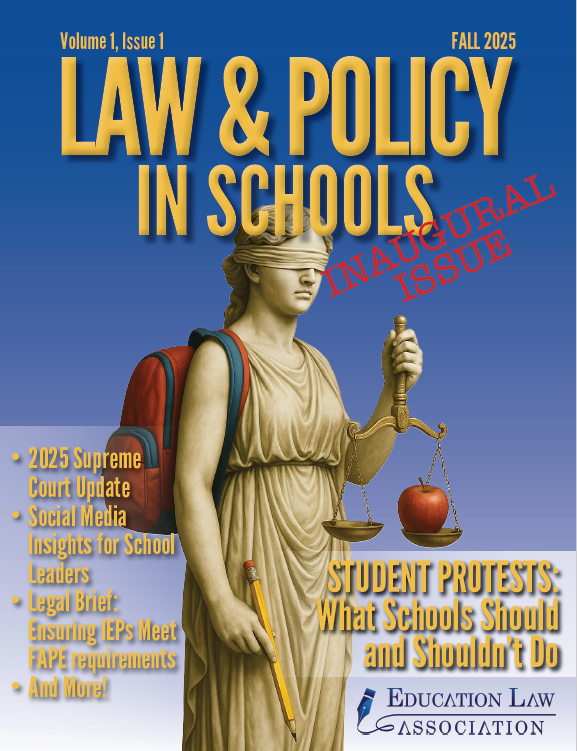 Volume 1, Issue 1
FALL 2025
LAW & POLICY
IN SCHOOLS
INAUGURAL
ISSUE
• 2025 Supreme
Court Update
• Social Media
Insights for School
Leaders
• Legal Brief:
Ensuring IEPs Meet
FAPE requirements
• And More!
STUDENT PROTESTS:
What Schools Should
and Shouldn't Do
EDUCATION LAW
ASSOCIATION